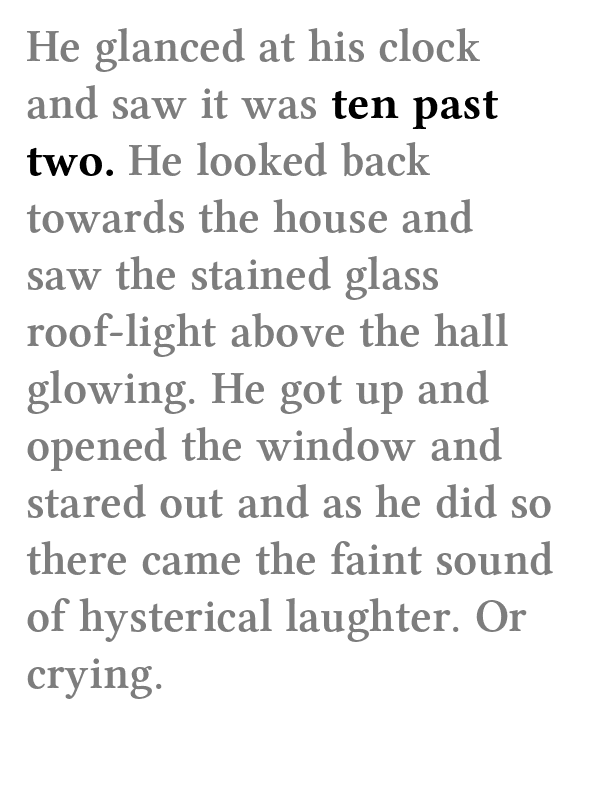 He glanced at his clock
and saw it was ten past
two. He looked back
towards the house and
saw the stained glass
roof-light above the hall
glowing. He got up and
opened the window and
stared out and as he did so
there came the faint sound
of hysterical laughter. Or
crying.